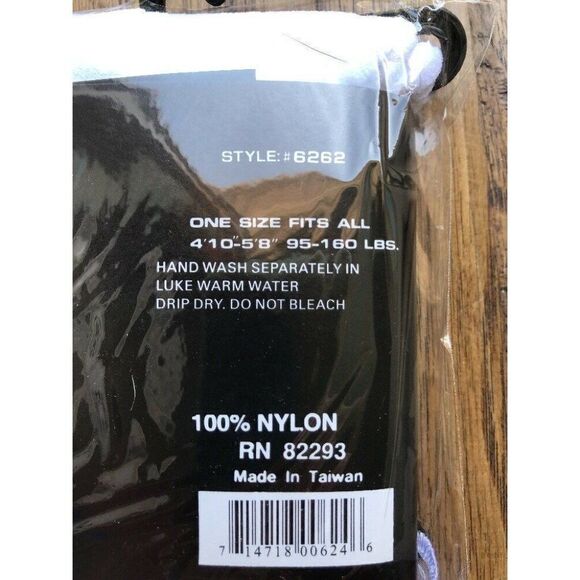 STYLE: #6262
ONE SIZE FITS ALL
4'10"-5'8" 95-160 LBS.
HAND WASH SEPARATELY IN
LUKE WARM WATER
DRIP DRY. DO NOT BLEACH
100% NYLON
RN 82293
Made In Taiwan
7 14718 00624 6